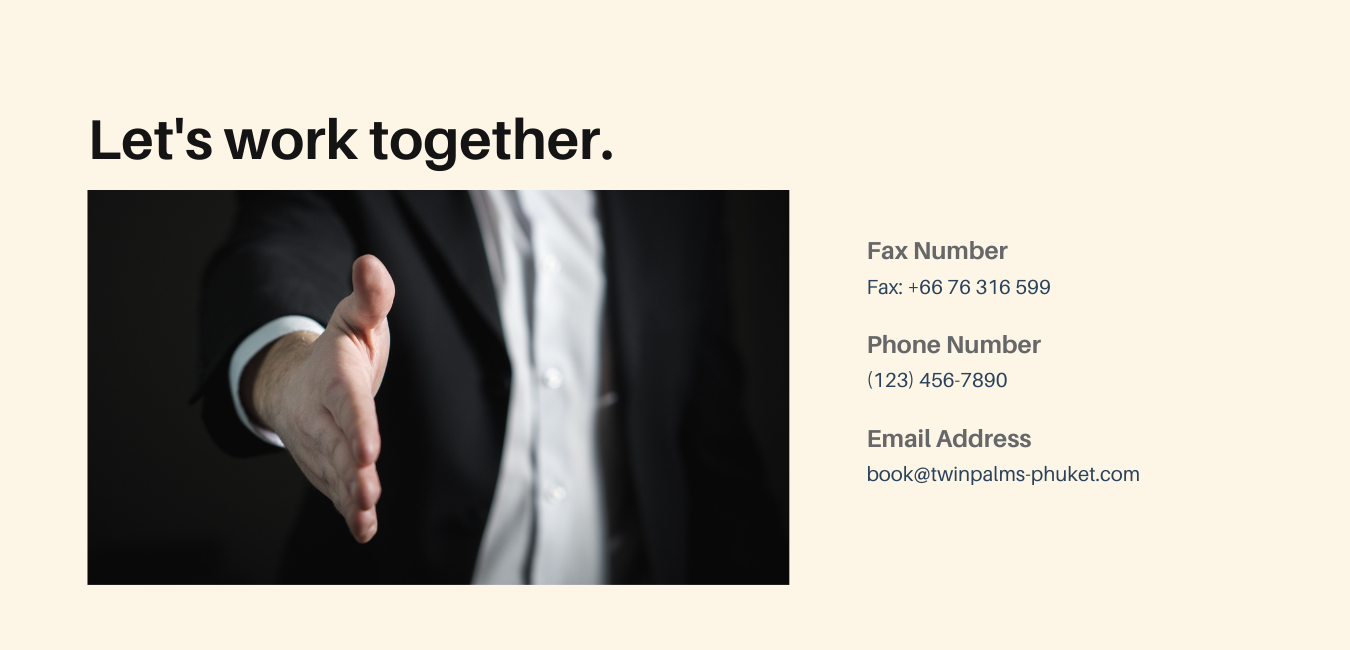 Let's work together.
Fax Number
Fax: +66 76 316 599
Phone Number
(123) 456-7890
Email Address
book@twinpalms-phuket.com